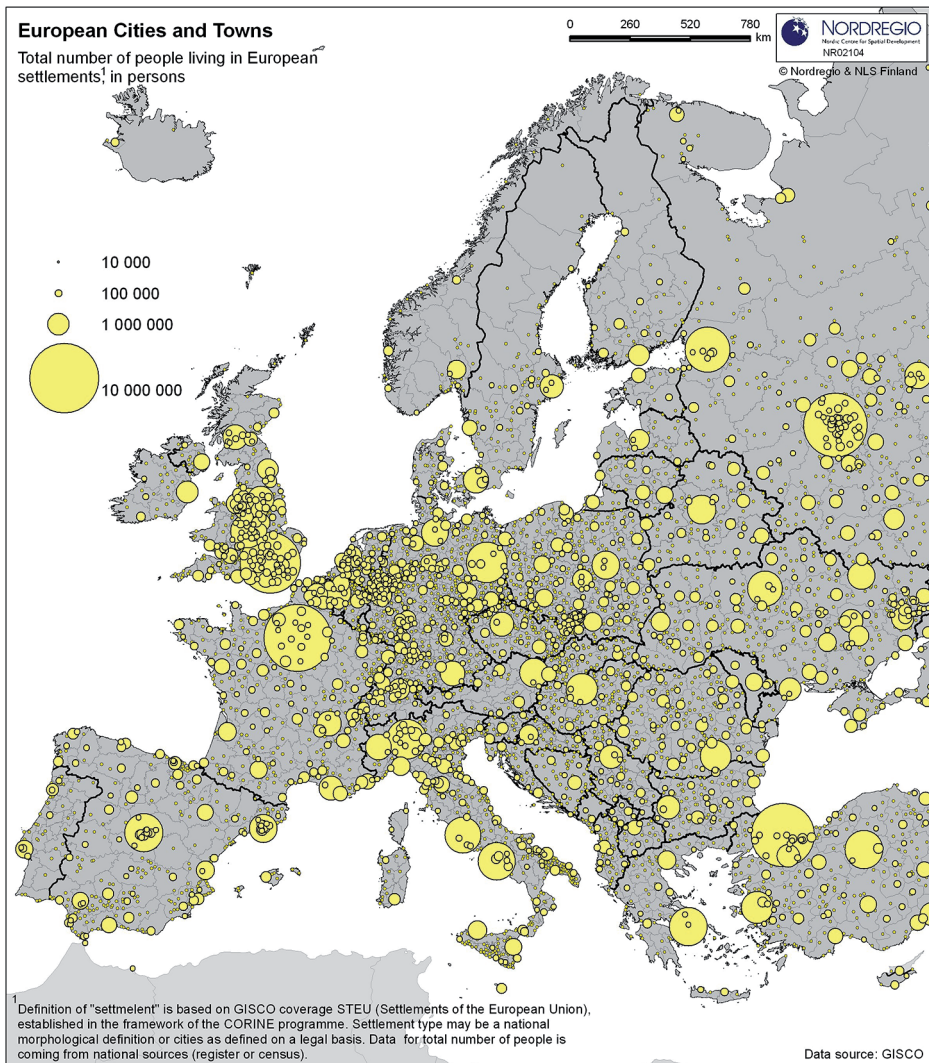 European Cities and Towns
Total number of people living in European
settlements,¹ in persons
0 260 520 780
km
NORDREGIO
Nordic Centre for Spatial Development
NR02104
© Nordregio & NLS Finland
10 000
100 000
1 000 000
10 000 000
¹Definition of "settmelent" is based on GISCO coverage STEU (Settlements of the European Union),
established in the framework of the CORINE programme. Settlement type may be a national
morphological definition or cities as defined on a legal basis. Data for total number of people is
coming from national sources (register or census).
Data source: GISCO